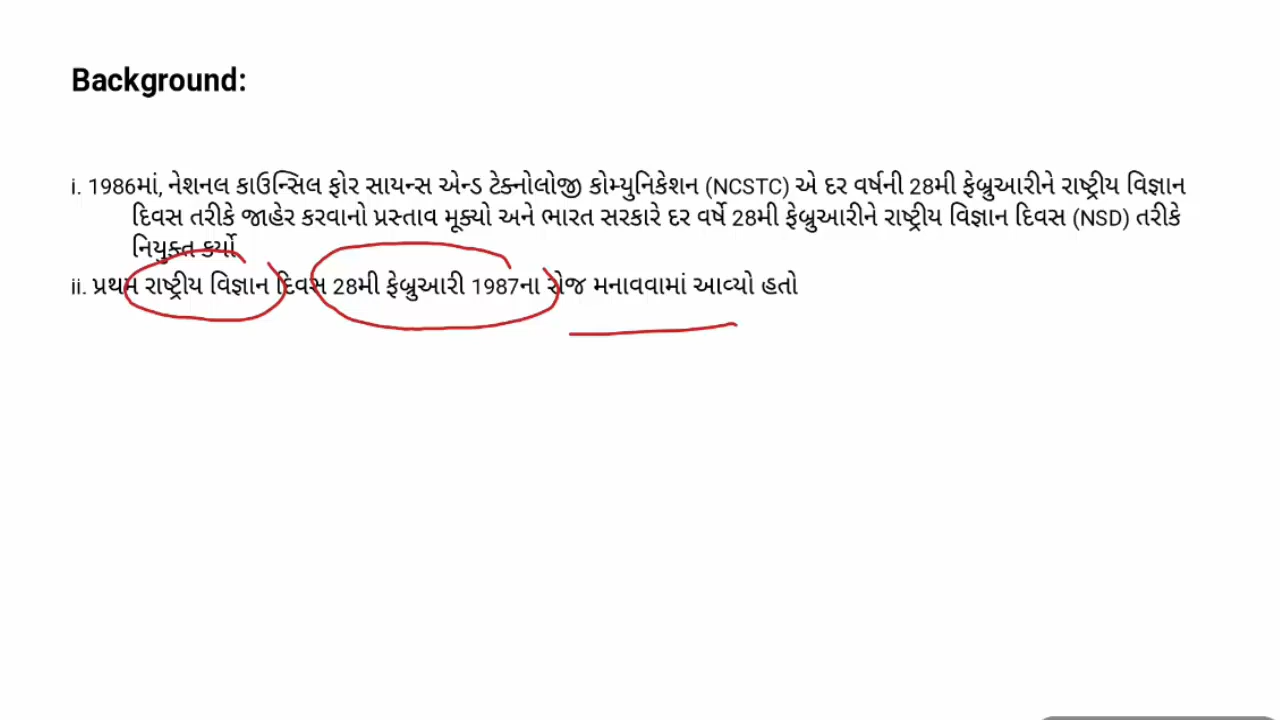 Background:
i. 1986માં, નેશનલ કાઉન્સિલ ફોર સાયન્સ એન્ડ ટેક્નોલોજી કોમ્યુનિકેશન (NCSTC) એ દર વર્ષની 28મી ફેબ્રુઆરીને રાષ્ટ્રીય વિજ્ઞાન
દિવસ તરીકે જાહેર કરવાનો પ્રસ્તાવ મૂક્યો અને ભારત સરકારે દર વર્ષે 28મી ફેબ્રુઆરીને રાષ્ટ્રીય વિજ્ઞાન દિવસ (NSD) તરીકે
નિયુક્ત કર્યો
ii. પ્રથમ રાષ્ટ્રીય વિજ્ઞાન દિવસ 28મી ફેબ્રુઆરી 1987ના રોજ મનાવવામાં આવ્યો હતો